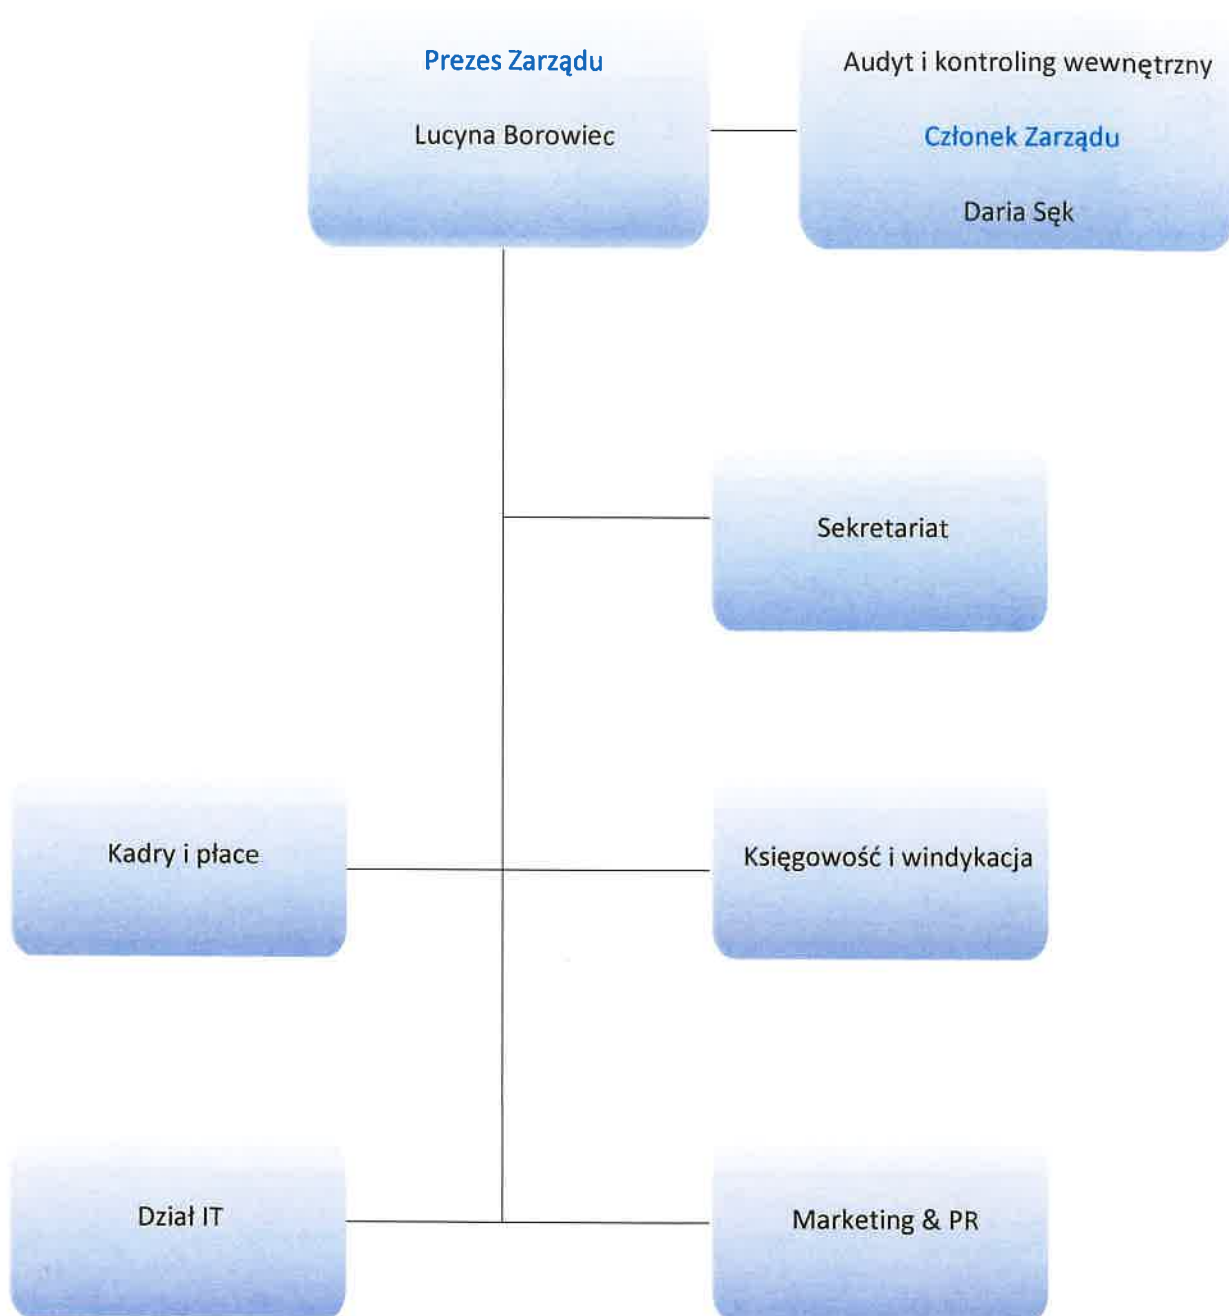 Prezes Zarządu
Lucyna Borowiec
Audyt i kontroling wewnętrzny
Członek Zarządu
Daria Sęk
Sekretariat
Kadry i płace
Księgowość i windykacja
Dział IT
Marketing & PR